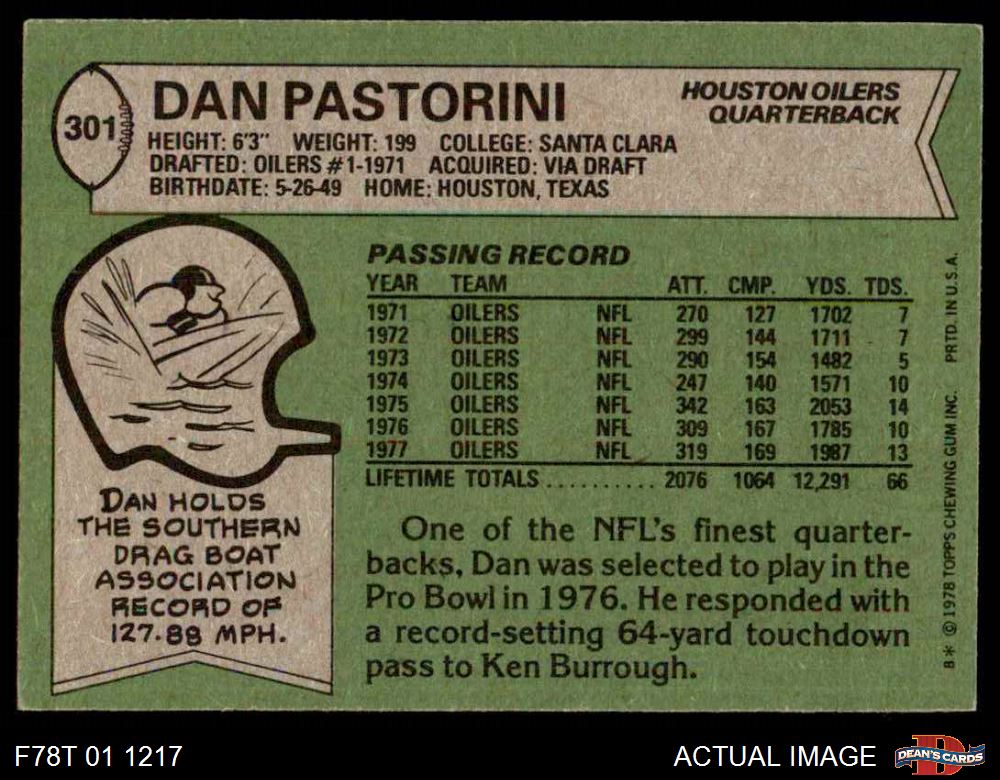 301
DAN PASTORINI
HOUSTON OILERS
QUARTERBACK
HEIGHT: 6'3" WEIGHT: 199 COLLEGE: SANTA CLARA
DRAFTED: OILERS #1-1971 ACQUIRED: VIA DRAFT
BIRTHDATE: 5-26-49 HOME: HOUSTON, TEXAS
PASSING RECORD
YEAR TEAM ATT. CMP. YDS. TDS.
1971 OILERS NFL 270 127 1702 7
1972 OILERS NFL 299 144 1711 7
1973 OILERS NFL 290 154 1482 5
1974 OILERS NFL 247 140 1571 10
1975 OILERS NFL 342 163 2053 14
1976 OILERS NFL 309 167 1785 10
1977 OILERS NFL 319 169 1987 13
LIFETIME TOTALS .......... 2076 1064 12,291 66
DAN HOLDS
THE SOUTHERN
DRAG BOAT
ASSOCIATION
RECORD OF
127.88 MPH.
One of the NFL's finest quarter-
backs, Dan was selected to play in the
Pro Bowl in 1976. He responded with
a record-setting 64-yard touchdown
pass to Ken Burrough.
8* © 1978 TOPPS CHEWING GUM INC. PRTD. IN U.S.A.
F78T 01 1217
ACTUAL IMAGE
D
DEAN'S CARDS